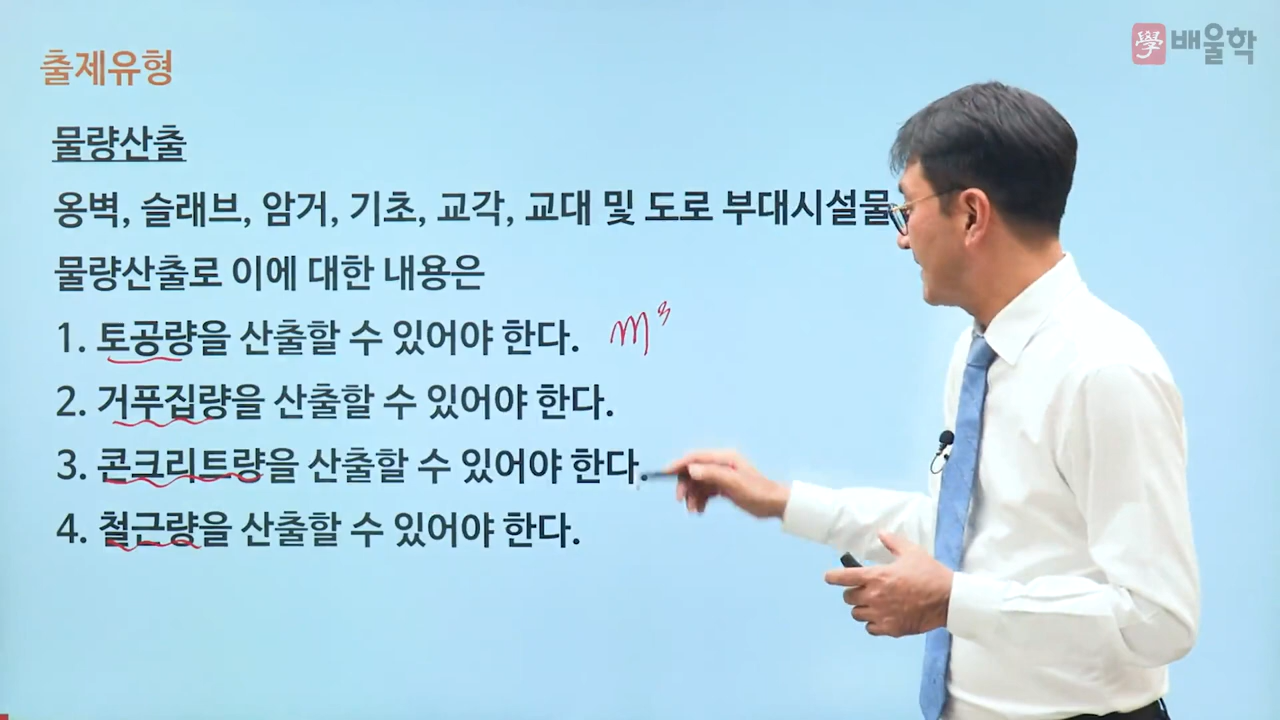 출제유형
學 배울학
물량산출
옹벽, 슬래브, 암거, 기초, 교각, 교대 및 도로 부대시설물
물량산출로 이에 대한 내용은
1. 토공량을 산출할 수 있어야 한다. m³
2. 거푸집량을 산출할 수 있어야 한다.
3. 콘크리트량을 산출할 수 있어야 한다.
4. 철근량을 산출할 수 있어야 한다.